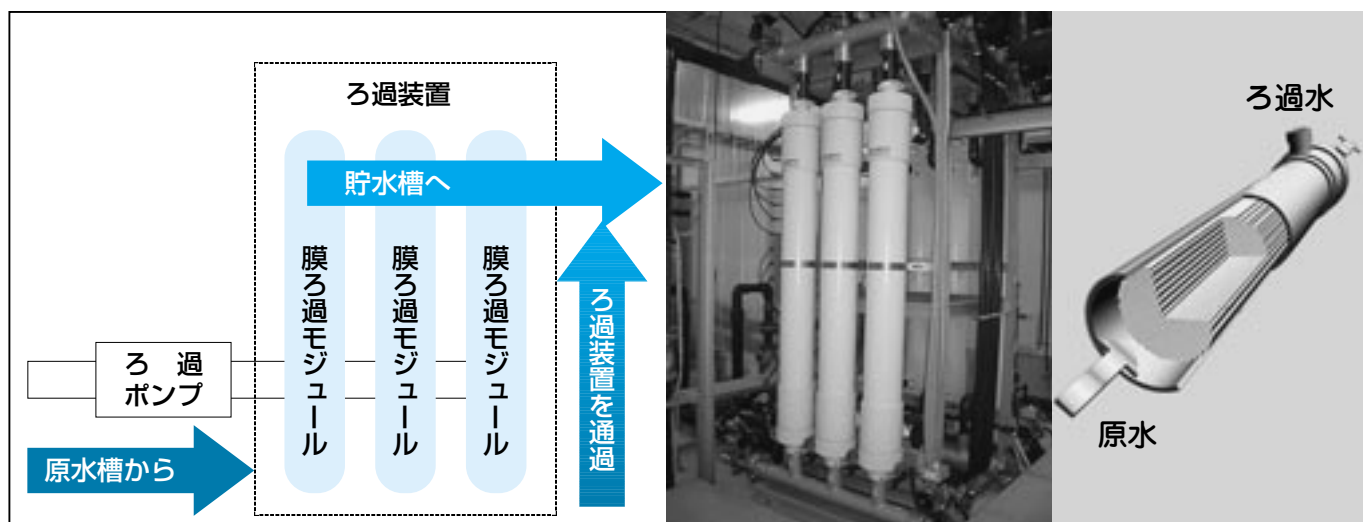 ろ過装置
貯水槽へ
膜ろ過モジュール
膜ろ過モジュール
膜ろ過モジュール
ろ過装置を通過
ろ 過
ポンプ
原水槽から
ろ過水
原水